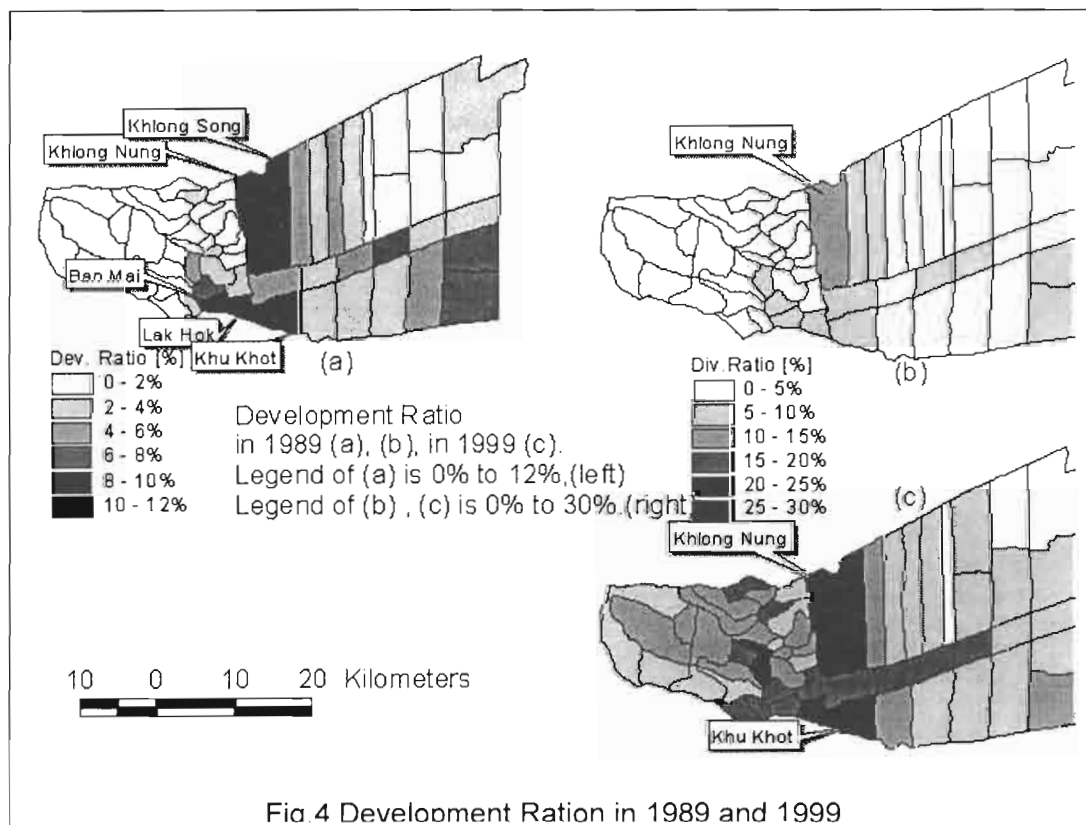 Khlong Song
Khlong Nung
Ban Mai
Lak Hok
Khu Khot
(a)
Dev. Ratio [%]
0 - 2%
2 - 4%
4 - 6%
6 - 8%
8 - 10%
10 - 12%
Development Ratio
in 1989 (a), (b), in 1999 (c).
Legend of (a) is 0% to 12%,(left)
Legend of (b) , (c) is 0% to 30%.(right)
Khlong Nung
(b)
Div.Ratio [%]
0 - 5%
5 - 10%
10 - 15%
15 - 20%
20 - 25%
25 - 30%
(c)
Khlong Nung
Khu Khot
10 0 10 20 Kilometers
Fig.4 Development Ration in 1989 and 1999